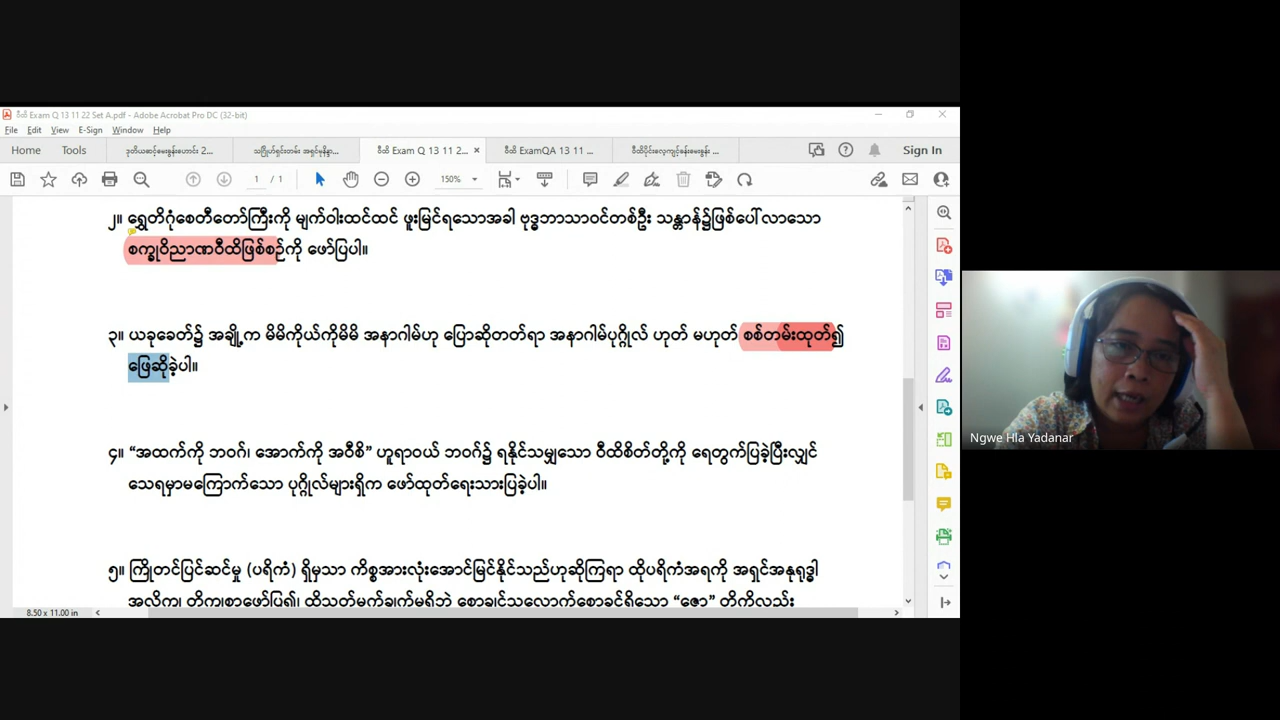 ဝီထိ Exam Q 13 11 22 Set A.pdf - Adobe Acrobat Pro DC (32-bit)
File Edit View E-Sign Window Help
Home Tools ဝီထိ Exam Q 13 11 2... ဝီထိ ExamQA 13 11 ... Sign In
1 / 1 150%
၂။ ရွှေတိဂုံစေတီတော်ကြီးကို မျက်ဝါးထင်ထင် ဖူးမြင်ရသောအခါ ဗုဒ္ဓဘာသာဝင်တစ်ဦး သန္တာန်၌ဖြစ်ပေါ်လာသော
စက္ခုဝိညာဏဝီထိဖြစ်စဉ်ကို ဖော်ပြပါ။
၃။ ယခုခေတ်၌ အချို့က မိမိကိုယ်ကိုမိမိ အနာဂါမ်ဟု ပြောဆိုတတ်ရာ အနာဂါမ်ပုဂ္ဂိုလ် ဟုတ် မဟုတ် စစ်တမ်းထုတ်၍
ဖြေဆိုခဲ့ပါ။
၄။ “အထက်ကို ဘဝဂ်၊ အောက်ကို အဝီစိ” ဟူရာဝယ် ဘဝဂ်၌ ရနိုင်သမျှသော ဝီထိစိတ်တို့ကို ရေတွက်ပြခဲ့ပြီးလျှင်
သေရမှာမကြောက်သော ပုဂ္ဂိုလ်များရှိက ဖော်ထုတ်ရေးသားပြခဲ့ပါ။
၅။ ကြိုတင်ပြင်ဆင်မှု (ပရိကံ) ရှိမှသာ ကိစ္စအားလုံးအောင်မြင်နိုင်သည်ဟုဆိုကြရာ ထိုပရိကံအရကို အရှင်အနုရုဒ္ဓါ
“ဇော” တို့ကိုလည်း
8.50 x 11.00 in
Ngwe Hla Yadanar